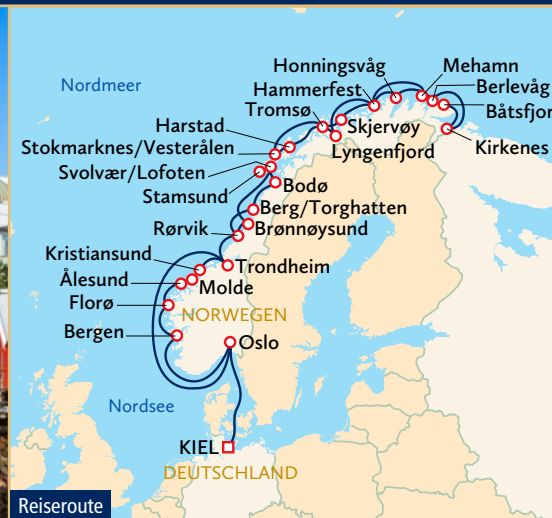 Nordmeer
Honningsvåg
Mehamn
Hammerfest
Berlevåg
Tromsø
Båtsfjor
Harstad
Skjervøy
Stokmarknes/Vesterålen
Lyngenfjord
Kirkenes
Svolvær/Lofoten
Stamsund
Bodø
Berg/Torghatten
Rørvik
Brønnøysund
Kristiansund
Trondheim
Ålesund
Molde
Florø
NORWEGEN
Bergen
Oslo
Nordsee
KIEL
DEUTSCHLAND
Reiseroute